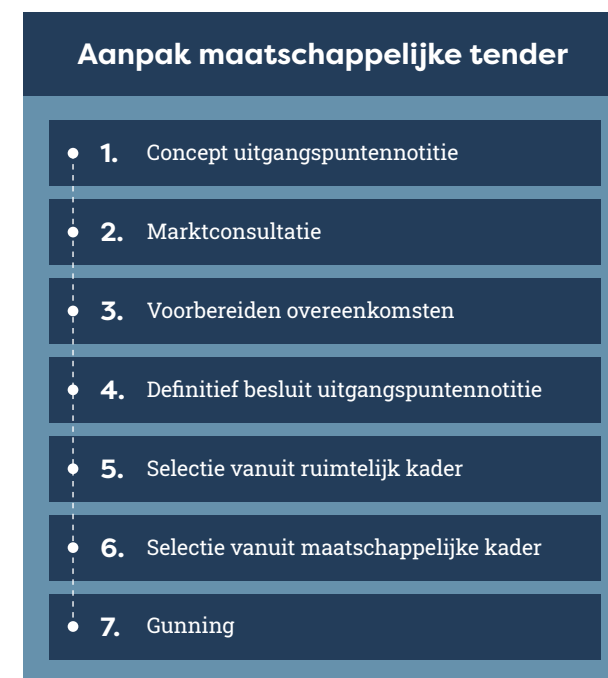 Aanpak maatschappelijke tender
1. Concept uitgangspuntennotitie
2. Marktconsultatie
3. Voorbereiden overeenkomsten
4. Definitief besluit uitgangspuntennotitie
5. Selectie vanuit ruimtelijk kader
6. Selectie vanuit maatschappelijke kader
7. Gunning